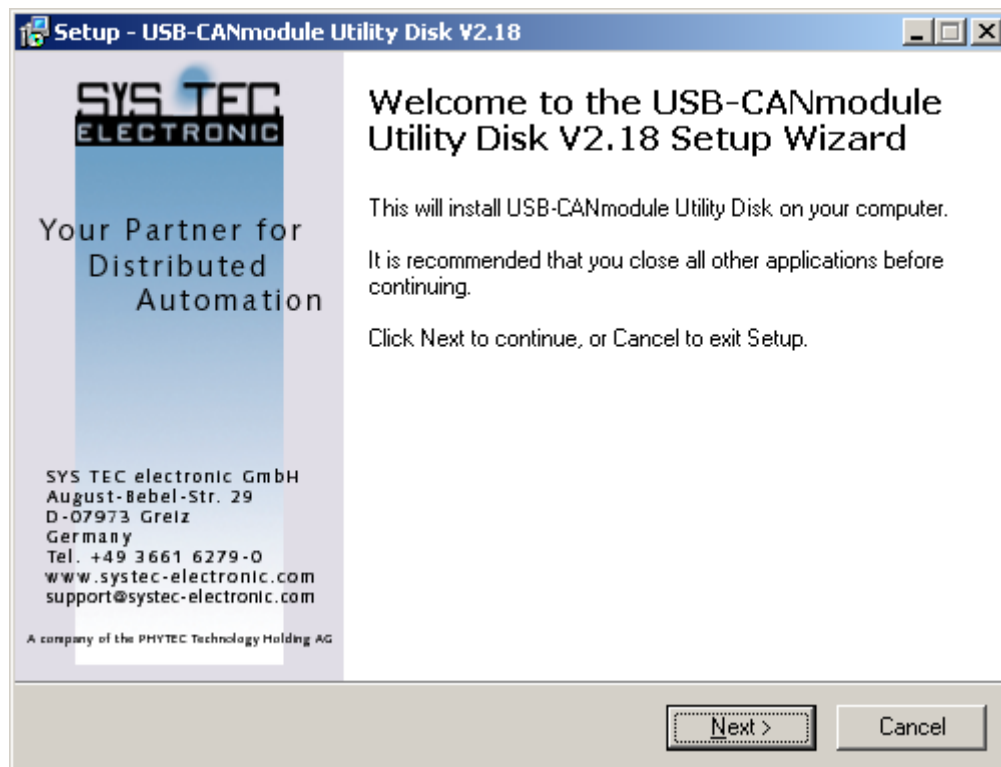 Setup - USB-CANmodule Utility Disk V2.18
SYS TEC
ELECTRONIC
Your Partner for
Distributed
Automation
SYS TEC electronic GmbH
August-Bebel-Str. 29
D-07973 Greiz
Germany
Tel. +49 3661 6279-0
www.systec-electronic.com
support@systec-electronic.com
A company of the PHYTEC Technology Holding AG
Welcome to the USB-CANmodule
Utility Disk V2.18 Setup Wizard
This will install USB-CANmodule Utility Disk on your computer.
It is recommended that you close all other applications before
continuing.
Click Next to continue, or Cancel to exit Setup.
Next >
Cancel